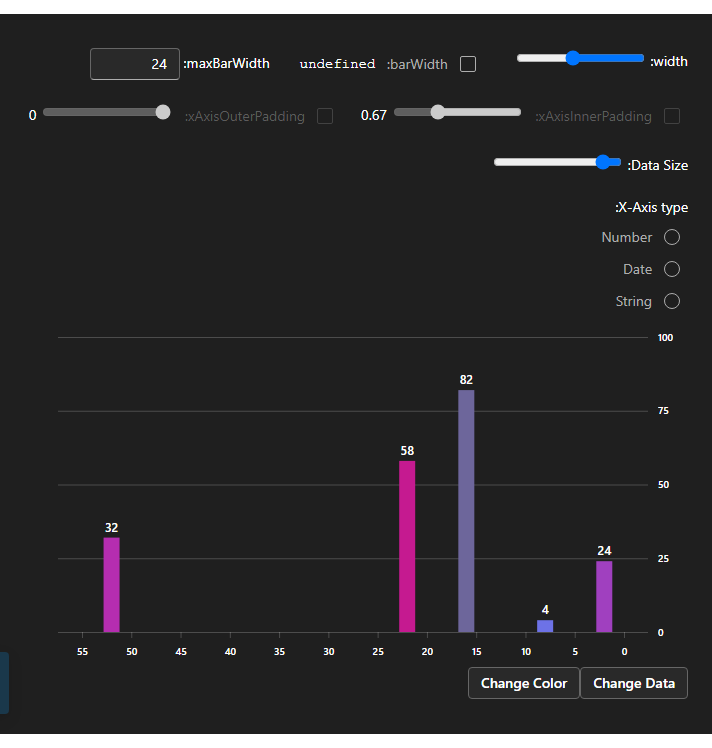 :width
undefined :barWidth
24 :maxBarWidth
0.67 :xAxisInnerPadding
0 :xAxisOuterPadding
:Data Size
:X-Axis type
Number
Date
String
100
75
50
25
0
32
58
82
4
24
55 50 45 40 35 30 25 20 15 10 5 0
Change Color Change Data